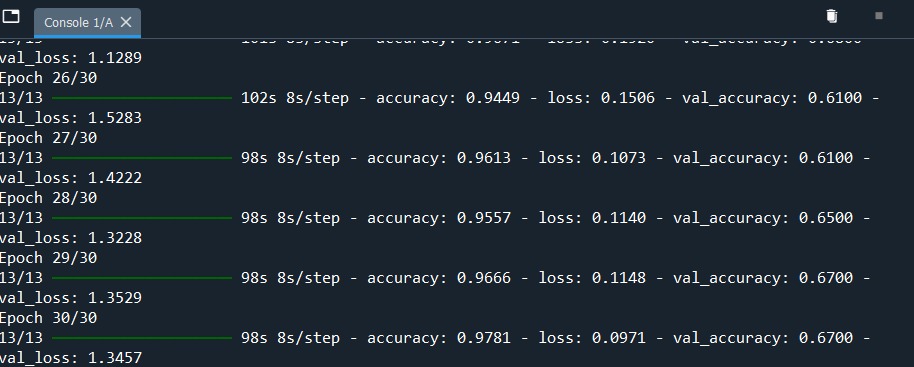 Console 1/A
val_loss: 1.1289
Epoch 26/30
13/13 ━━━━━━━━━━━━━━━━━━━━ 102s 8s/step - accuracy: 0.9449 - loss: 0.1506 - val_accuracy: 0.6100 -
val_loss: 1.5283
Epoch 27/30
13/13 ━━━━━━━━━━━━━━━━━━━━ 98s 8s/step - accuracy: 0.9613 - loss: 0.1073 - val_accuracy: 0.6100 -
val_loss: 1.4222
Epoch 28/30
13/13 ━━━━━━━━━━━━━━━━━━━━ 98s 8s/step - accuracy: 0.9557 - loss: 0.1140 - val_accuracy: 0.6500 -
val_loss: 1.3228
Epoch 29/30
13/13 ━━━━━━━━━━━━━━━━━━━━ 98s 8s/step - accuracy: 0.9666 - loss: 0.1148 - val_accuracy: 0.6700 -
val_loss: 1.3529
Epoch 30/30
13/13 ━━━━━━━━━━━━━━━━━━━━ 98s 8s/step - accuracy: 0.9781 - loss: 0.0971 - val_accuracy: 0.6700 -
val_loss: 1.3457